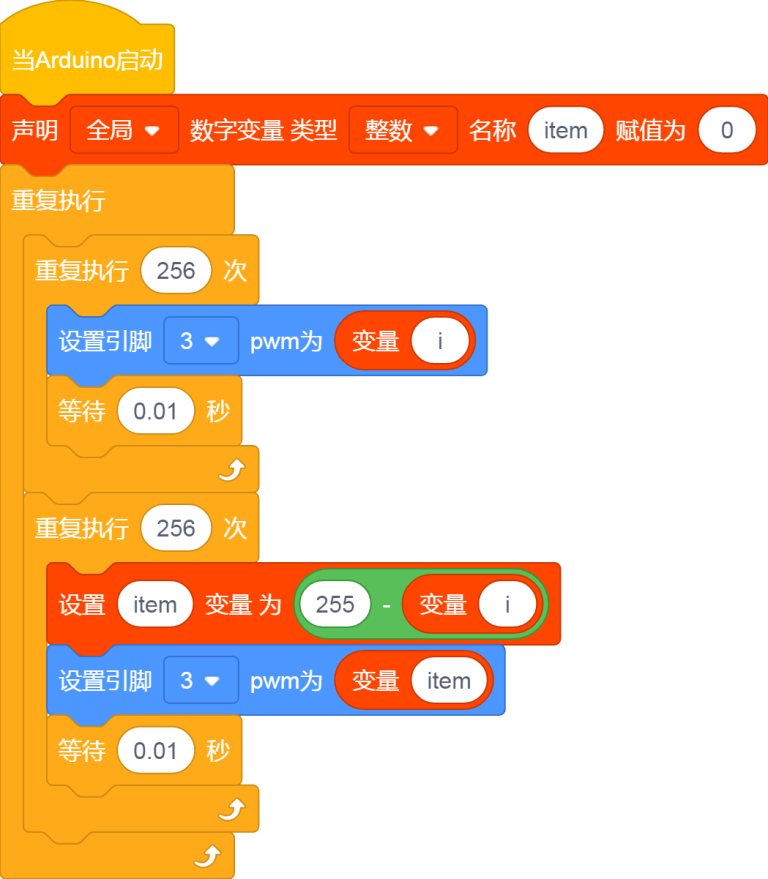 当Arduino启动
声明 全局 数字变量 类型 整数 名称 item 赋值为 0
重复执行
重复执行 256 次
设置引脚 3 pwm为 变量 i
等待 0.01 秒
重复执行 256 次
设置 item 变量 为 255 - 变量 i
设置引脚 3 pwm为 变量 item
等待 0.01 秒